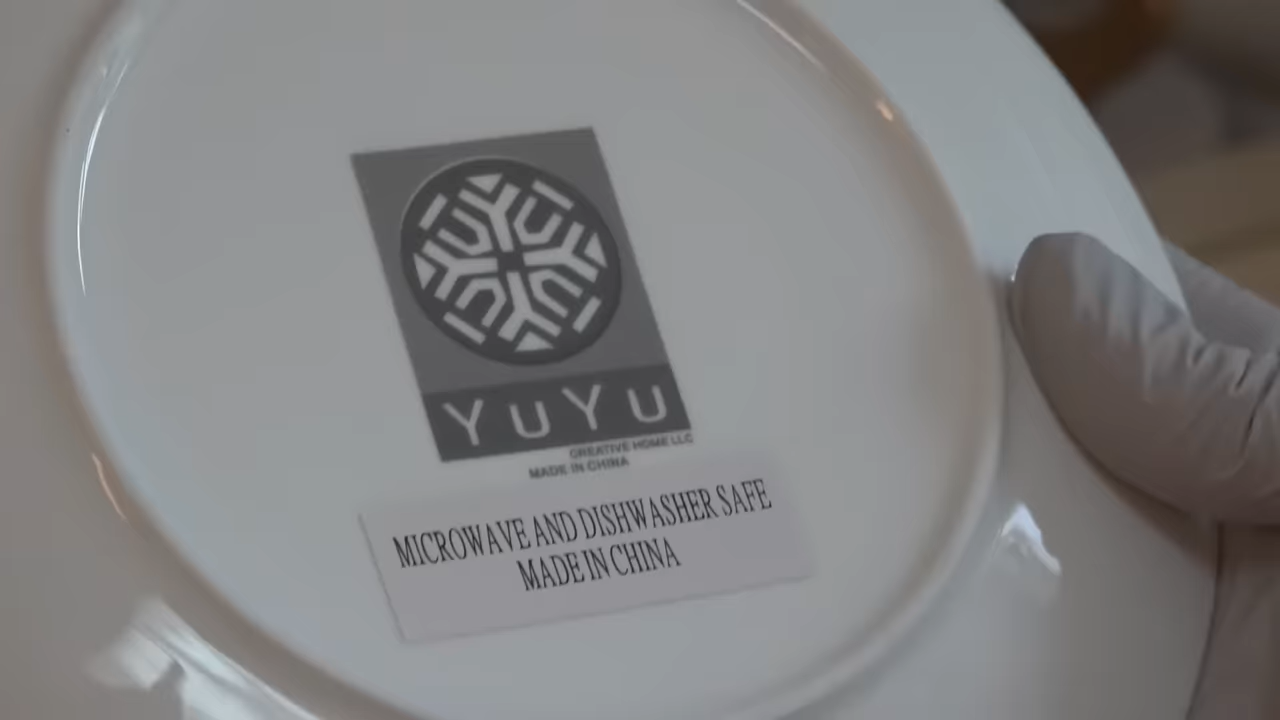 YUYU
CREATIVE HOME LLC
MADE IN CHINA
MICROWAVE AND DISHWASHER SAFE
MADE IN CHINA